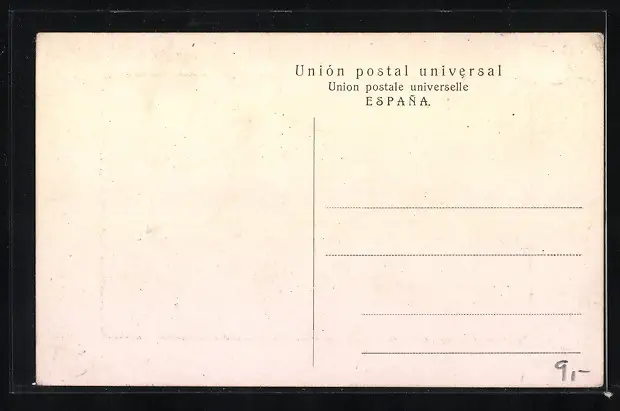 Unión postal universal
Union postale universelle
ESPAÑA.
9,-